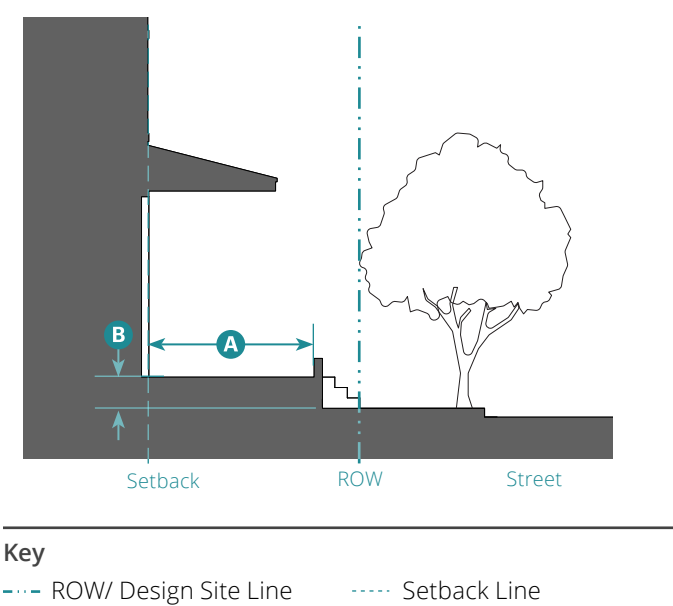 B
A
Setback ROW Street
Key
ROW/ Design Site Line Setback Line